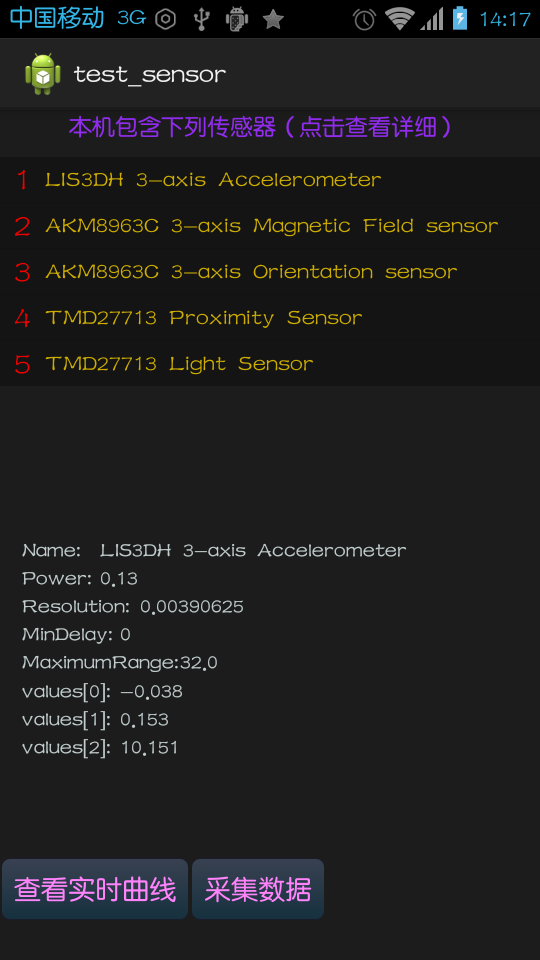 中国移动 3G 14:17
test_sensor
本机包含下列传感器（点击查看详细）
1 LIS3DH 3-axis Accelerometer
2 AKM8963C 3-axis Magnetic Field sensor
3 AKM8963C 3-axis Orientation sensor
4 TMD27713 Proximity Sensor
5 TMD27713 Light Sensor
Name: LIS3DH 3-axis Accelerometer
Power: 0.13
Resolution: 0.00390625
MinDelay: 0
MaximumRange:32.0
values[0]: -0.038
values[1]: 0.153
values[2]: 10.151
查看实时曲线 采集数据